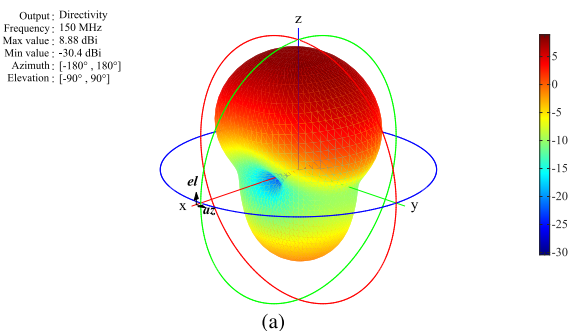 Output : Directivity
Frequency : 150 MHz
Max value : 8.88 dBi
Min value : -30.4 dBi
Azimuth : [-180° , 180°]
Elevation : [-90° , 90°]
z
el
x
az
y
5
0
-5
-10
-15
-20
-25
-30
(a)